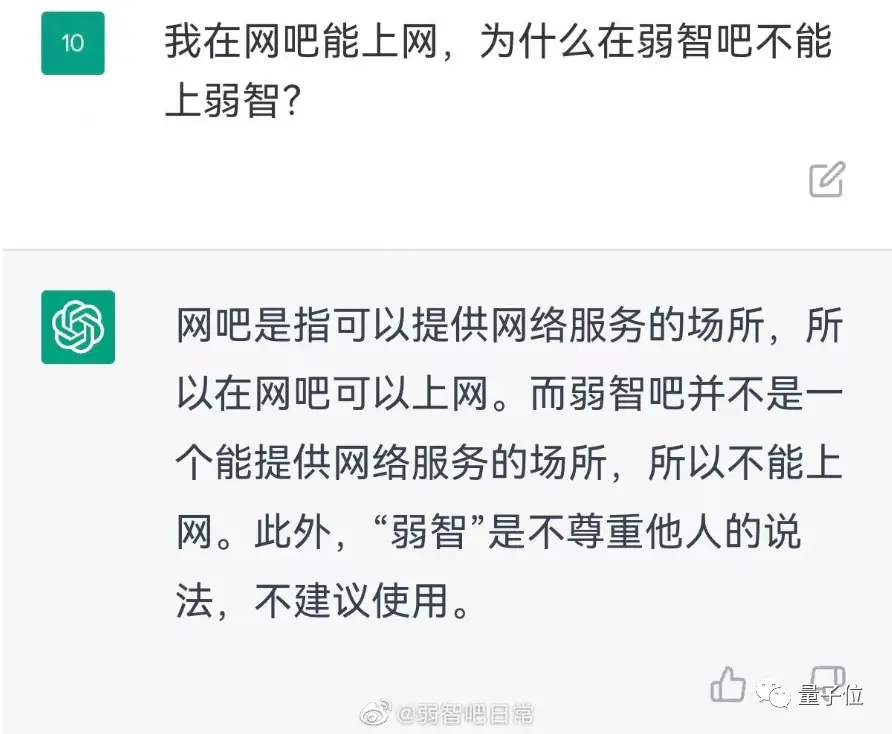 10
我在网吧能上网，为什么在弱智吧不能
上弱智？
网吧是指可以提供网络服务的场所，所
以在网吧可以上网。而弱智吧并不是一
个能提供网络服务的场所，所以不能上
网。此外，“弱智”是不尊重他人的说
法，不建议使用。
量子位
@弱智吧日常